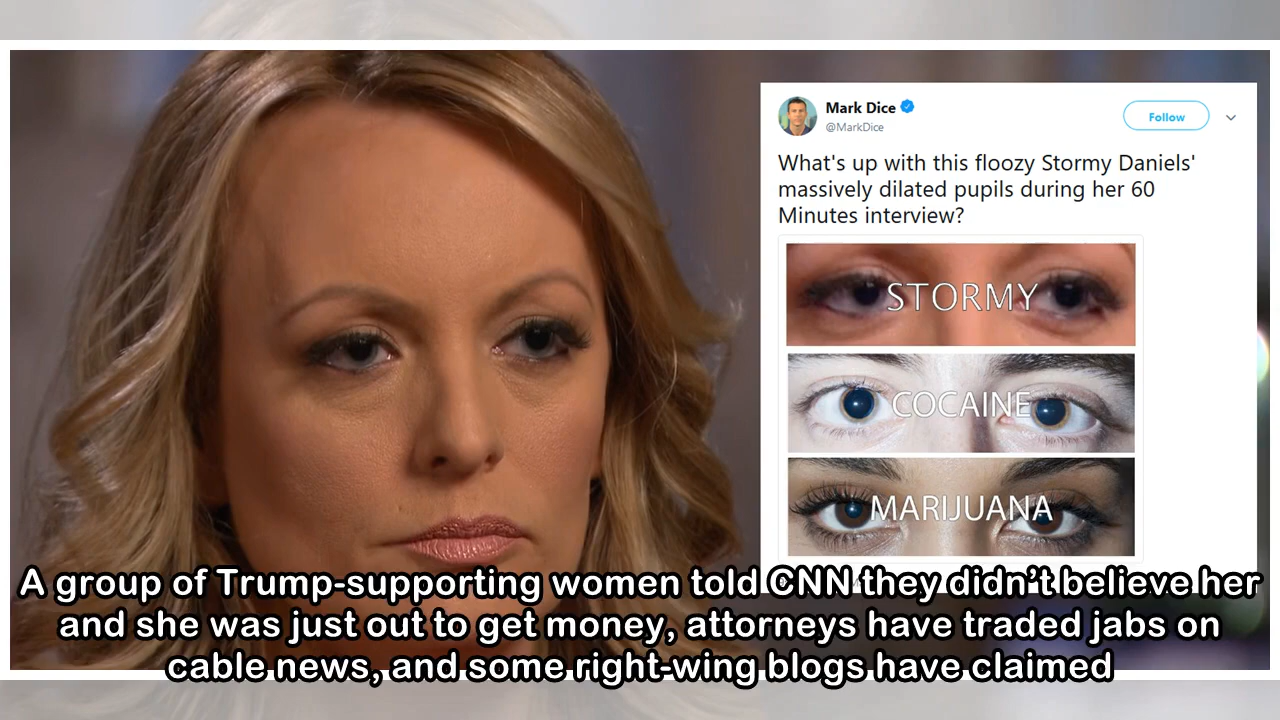 Mark Dice
@MarkDice
Follow
What's up with this floozy Stormy Daniels'
massively dilated pupils during her 60
Minutes interview?
STORMY
COCAINE
MARIJUANA
A group of Trump-supporting women told CNN they didn't believe her
and she was just out to get money, attorneys have traded jabs on
cable news, and some right-wing blogs have claimed